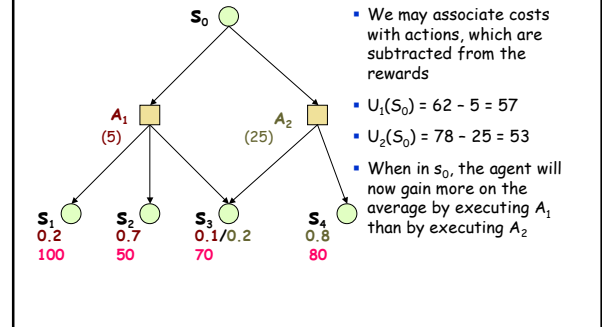 S₀
A₁
(5)
A₂
(25)
S₁
0.2
100
S₂
0.7
50
S₃
0.1/0.2
70
S₄
0.8
80
▪ We may associate costs
with actions, which are
subtracted from the
rewards
▪ U₁(S₀) = 62 – 5 = 57
▪ U₂(S₀) = 78 – 25 = 53
▪ When in s₀, the agent will
now gain more on the
average by executing A₁
than by executing A₂